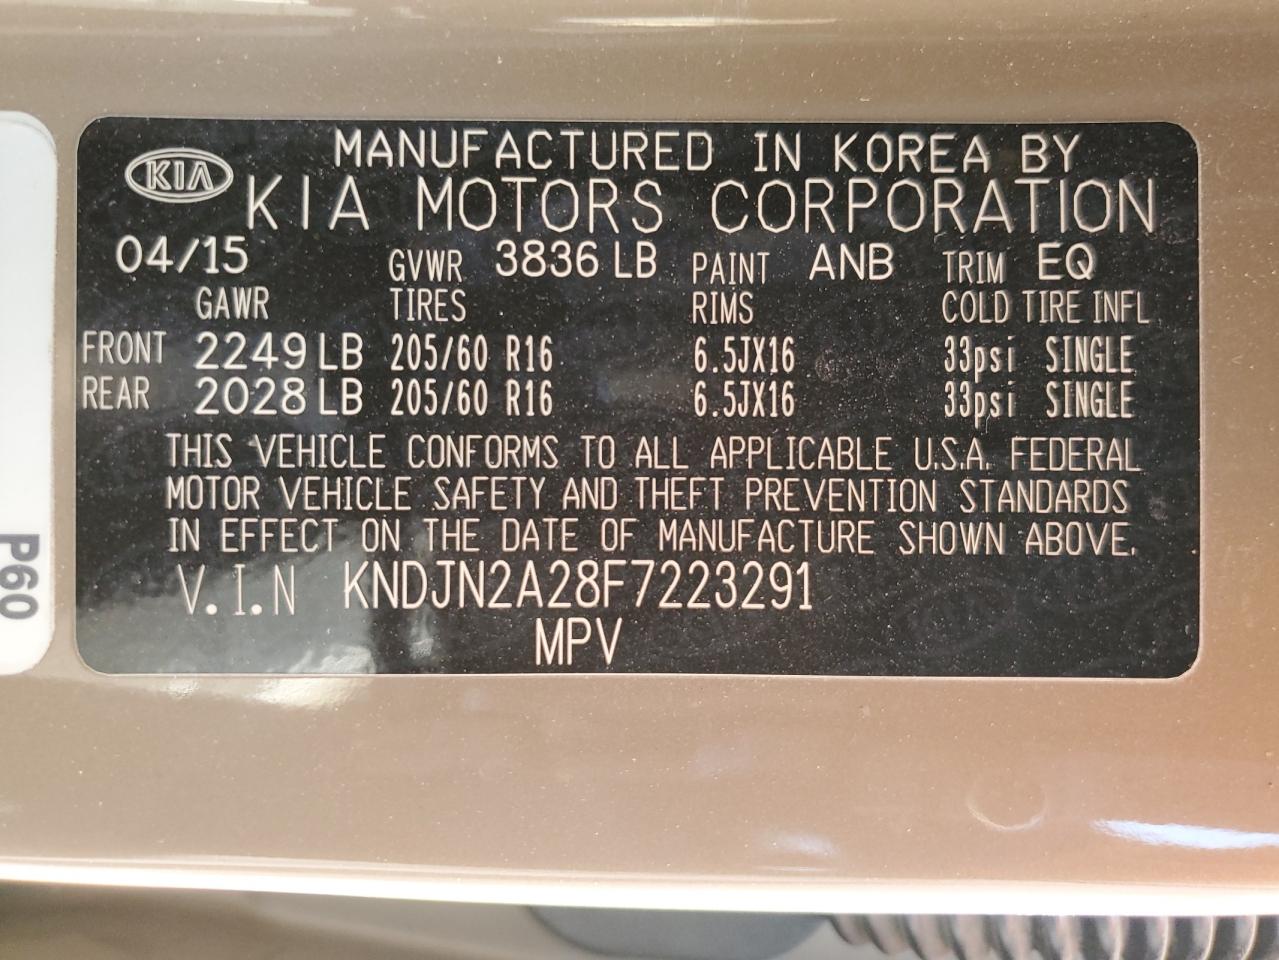 MANUFACTURED IN KOREA BY
KIA KIA MOTORS CORPORATION
04/15 GVWR 3836 LB PAINT ANB TRIM EQ
GAWR TIRES RIMS COLD TIRE INFL
FRONT 2249 LB 205/60 R16 6.5JX16 33psi SINGLE
REAR 2028 LB 205/60 R16 6.5JX16 33psi SINGLE
THIS VEHICLE CONFORMS TO ALL APPLICABLE U.S.A. FEDERAL
MOTOR VEHICLE SAFETY AND THEFT PREVENTION STANDARDS
IN EFFECT ON THE DATE OF MANUFACTURE SHOWN ABOVE.
V.I.N KNDJN2A28F7223291
MPV
P60